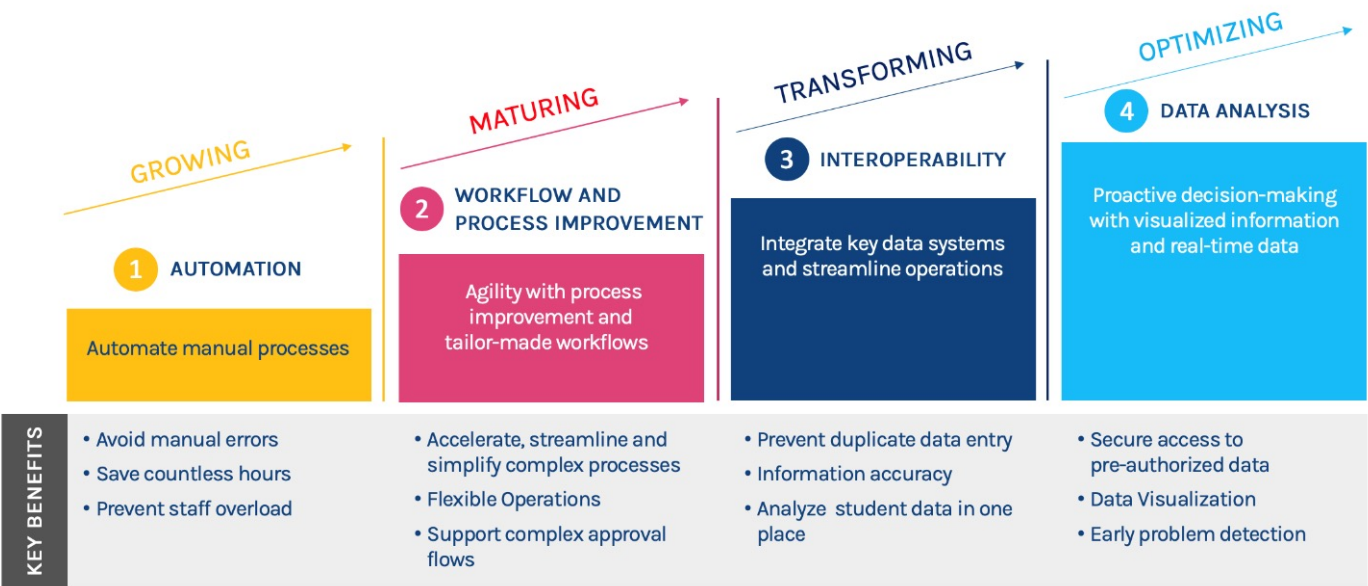 GROWING
1 AUTOMATION
Automate manual processes
MATURING
2 WORKFLOW AND
PROCESS IMPROVEMENT
Agility with process
improvement and
tailor-made workflows
TRANSFORMING
3 INTEROPERABILITY
Integrate key data systems
and streamline operations
OPTIMIZING
4 DATA ANALYSIS
Proactive decision-making
with visualized information
and real-time data
KEY BENEFITS
• Avoid manual errors
• Save countless hours
• Prevent staff overload
• Accelerate, streamline and
simplify complex processes
• Flexible Operations
• Support complex approval
flows
• Prevent duplicate data entry
• Information accuracy
• Analyze student data in one
place
• Secure access to
pre-authorized data
• Data Visualization
• Early problem detection